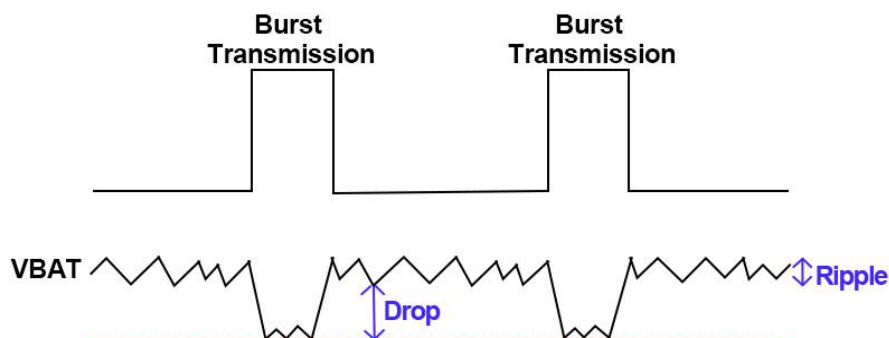 Burst
Transmission
Burst
Transmission
VBAT
Drop
Ripple